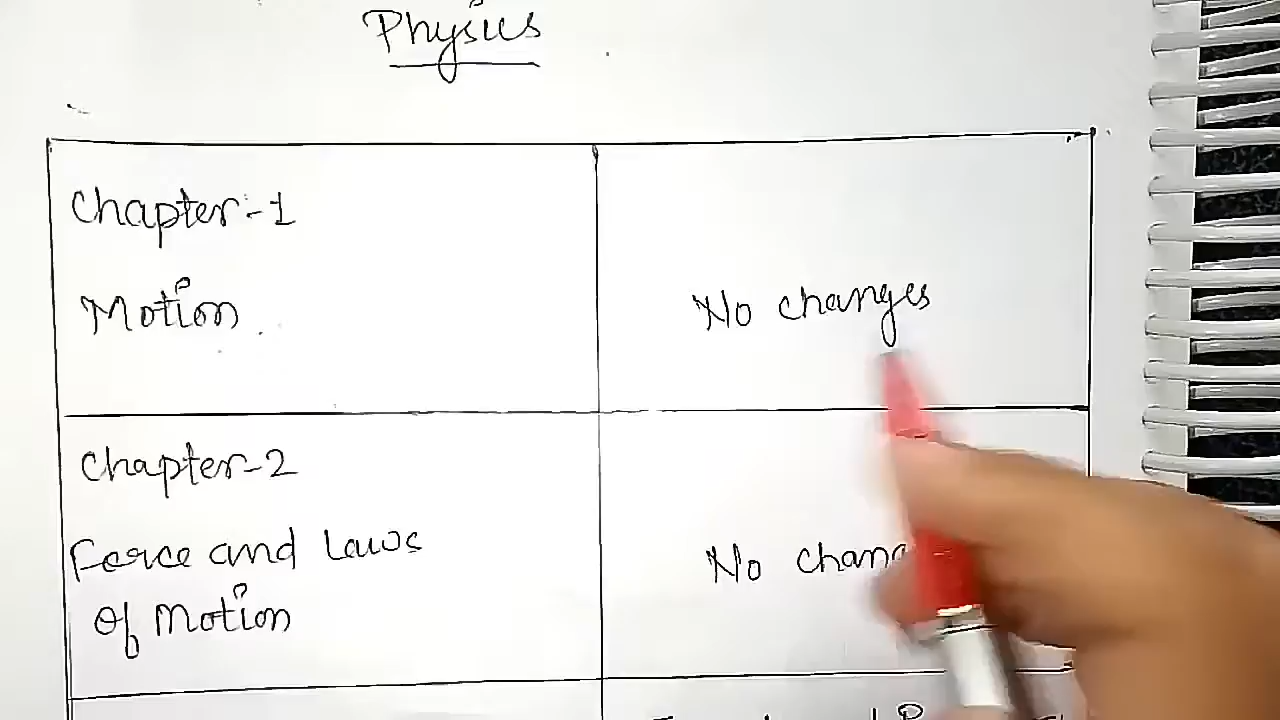 Physics
Chapter-1
Motion
No changes
Chapter-2
Force and Laws
of Motion
No chan